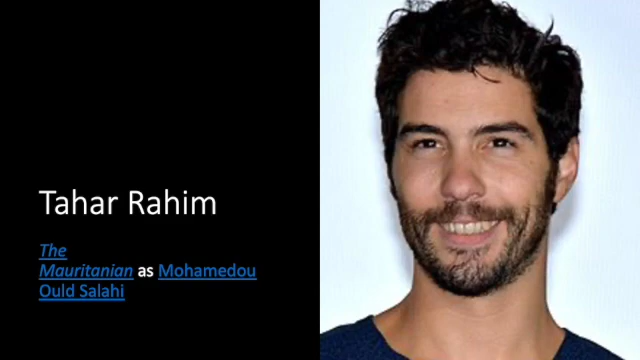 Tahar Rahim
The
Mauritanian as Mohamedou
Ould Salahi